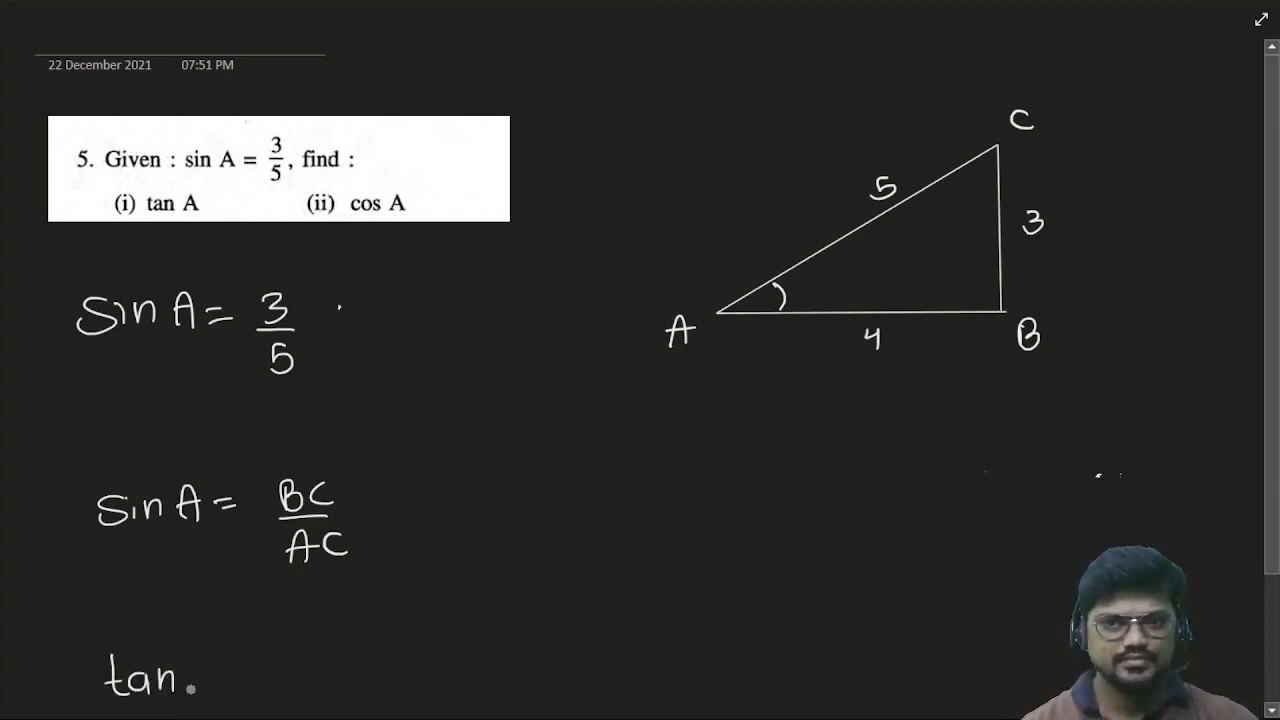 22 December 2021 07:51 PM
5. Given : sin A = 3/5, find :
(i) tan A (ii) cos A
Sin A = 3/5
Sin A = BC/AC
tan
C
5
3
A
4
B